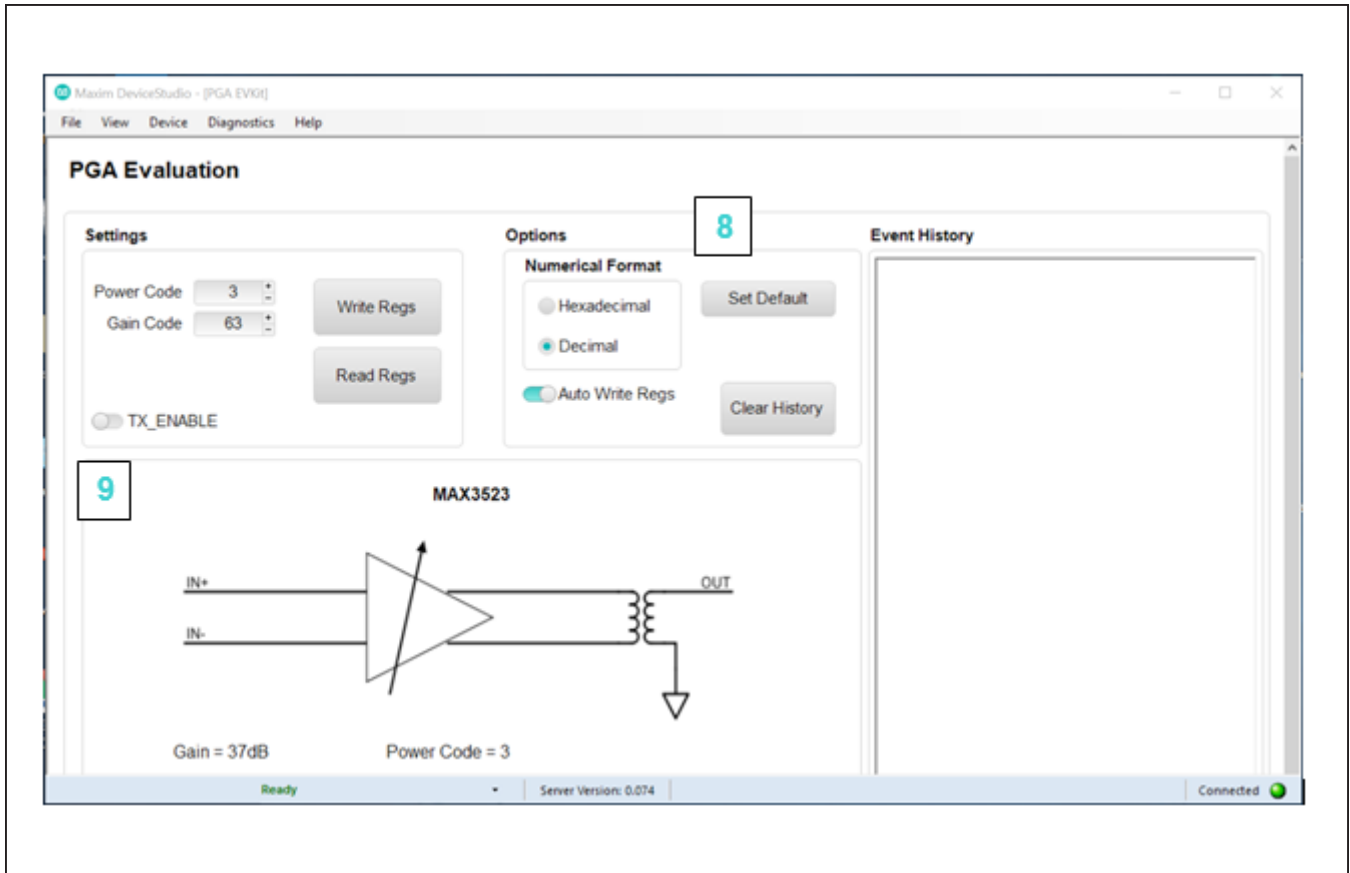 Maxim DeviceStudio - [PGA EVKit]
File View Device Diagnostics Help
PGA Evaluation
8
Settings
Power Code 3
Gain Code 63
Write Regs
Read Regs
TX_ENABLE
Options
Numerical Format
Hexadecimal
Decimal
Auto Write Regs
Set Default
Clear History
Event History
9
MAX3523
IN+
IN-
OUT
Gain = 37dB
Power Code = 3
Ready
Server Version: 0.074
Connected